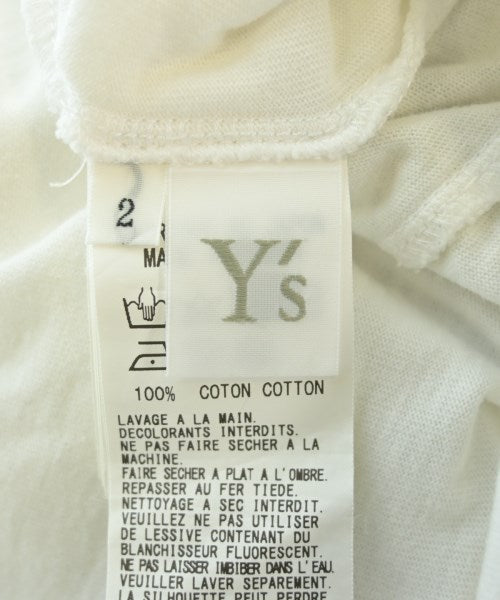 2
Y's
MA
100% COTON COTTON
LAVAGE A LA MAIN.
DECOLORANTS INTERDITS.
NE PAS FAIRE SECHER A LA
MACHINE.
FAIRE SECHER A PLAT A L'OMBRE.
REPASSER AU FER TIEDE.
NETTOYAGE A SEC INTERDIT.
VEUILLEZ NE PAS UTILISER
DE LESSIVE CONTENANT DU
BLANCHISSEUR FLUORESCENT.
NE PAS LAISSER IMBIBER DANS L'EAU.
VEUILLER LAVER SEPAREMENT.
LA SILHOUETTE PEUT PERDRE